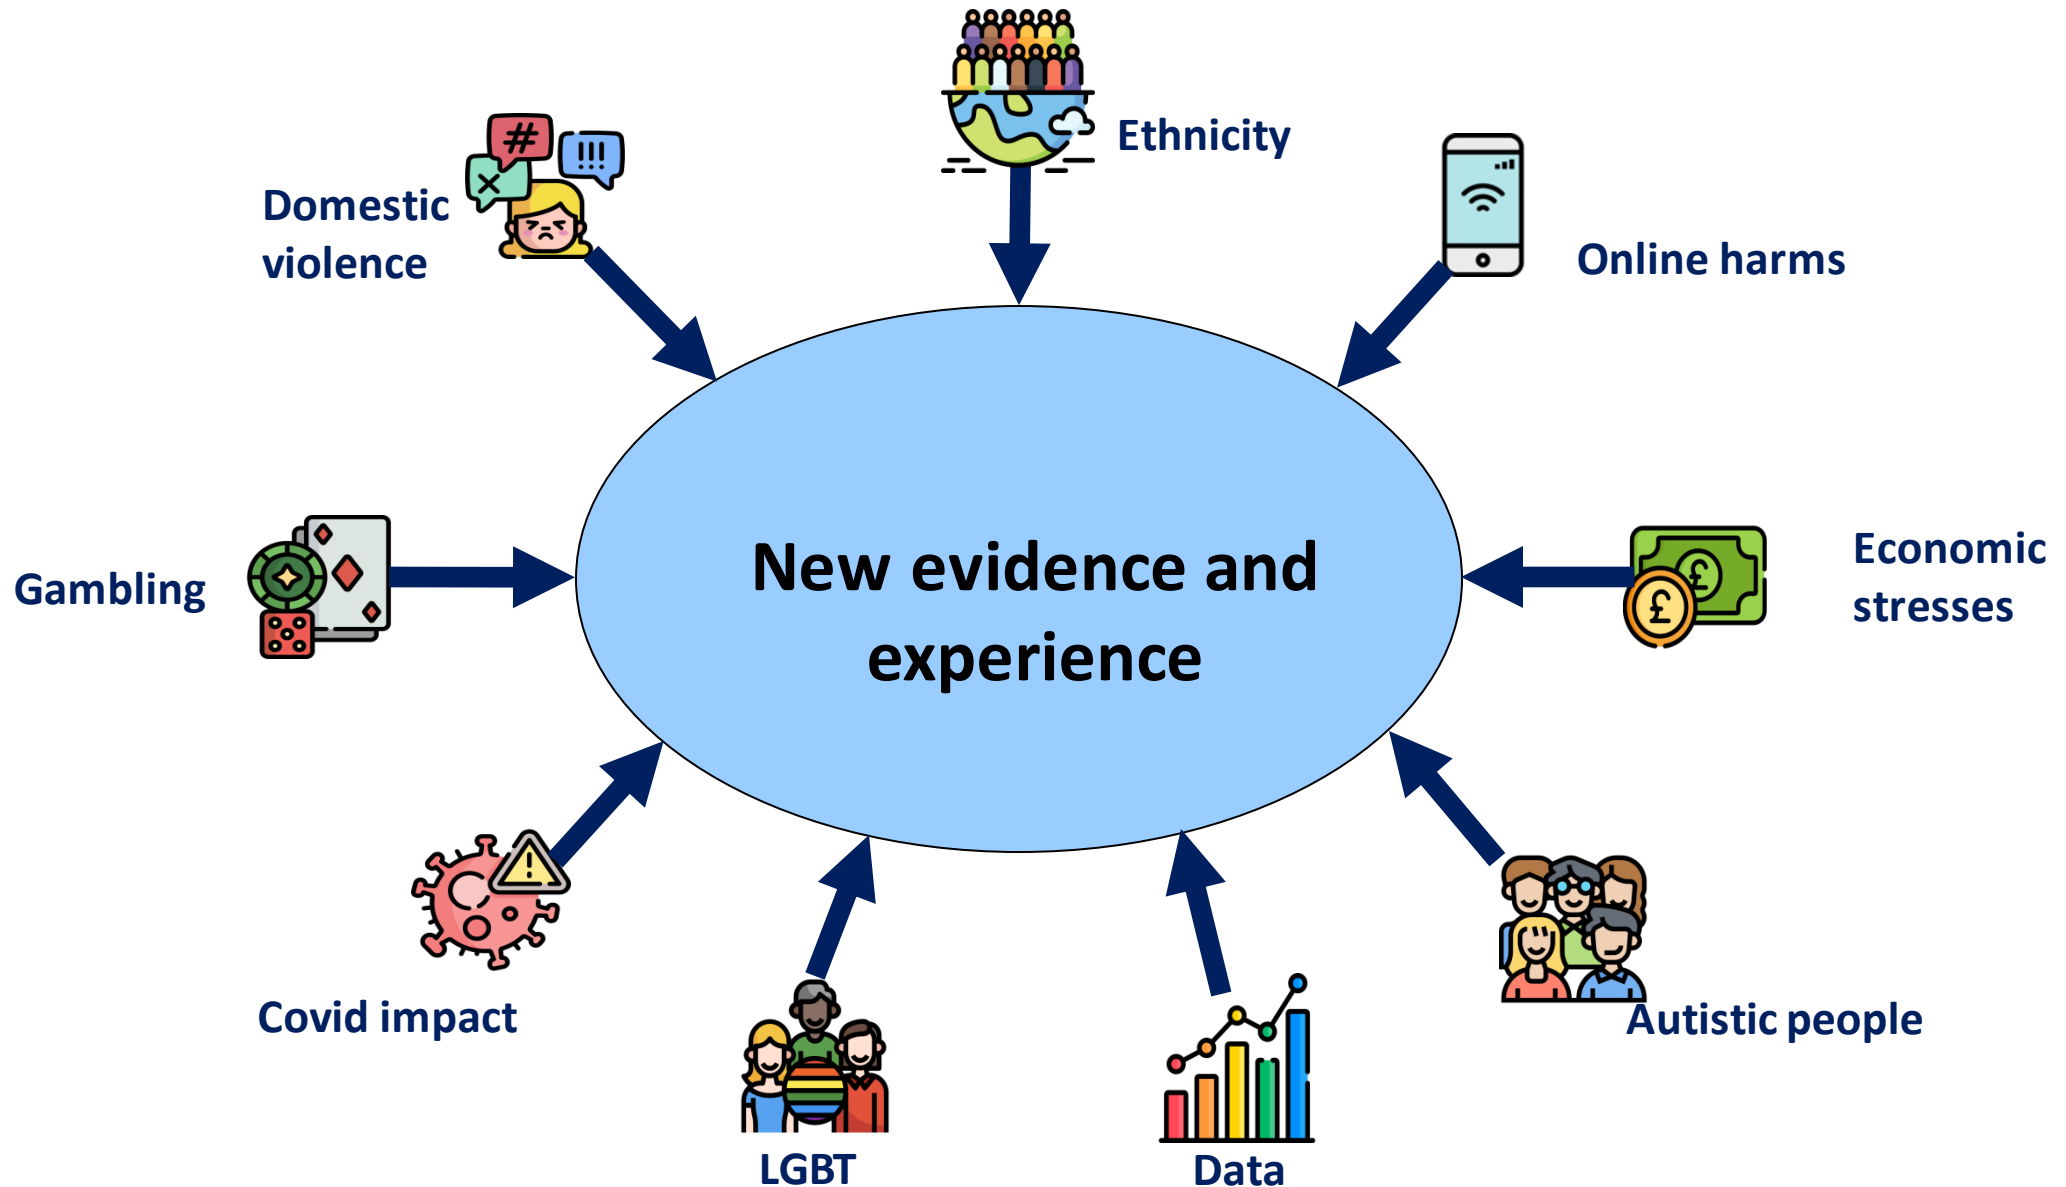 Ethnicity
Domestic
violence
Online harms
Gambling
New evidence and
experience
Economic
stresses
Covid impact
Autistic people
LGBT
Data